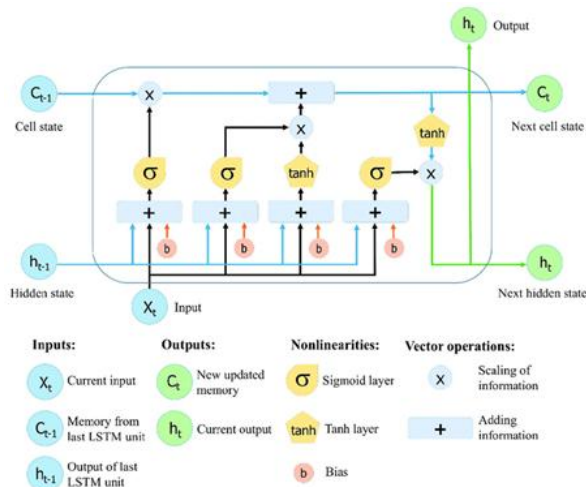 hₜ
Output
Cₜ₋₁
x
+
Cₜ
Cell state
x
tanh
Next cell state
σ
σ
tanh
σ
x
+
+
+
+
b
b
b
b
hₜ₋₁
hₜ
Hidden state
Next hidden state
Xₜ
Input
Inputs:
Outputs:
Nonlinearities:
Vector operations:
Xₜ
Current input
Cₜ
New updated
memory
σ
Sigmoid layer
x
Scaling of
information
Cₜ₋₁
Memory from
last LSTM unit
hₜ
Current output
tanh
Tanh layer
+
Adding
information
hₜ₋₁
Output of last
LSTM unit
b
Bias